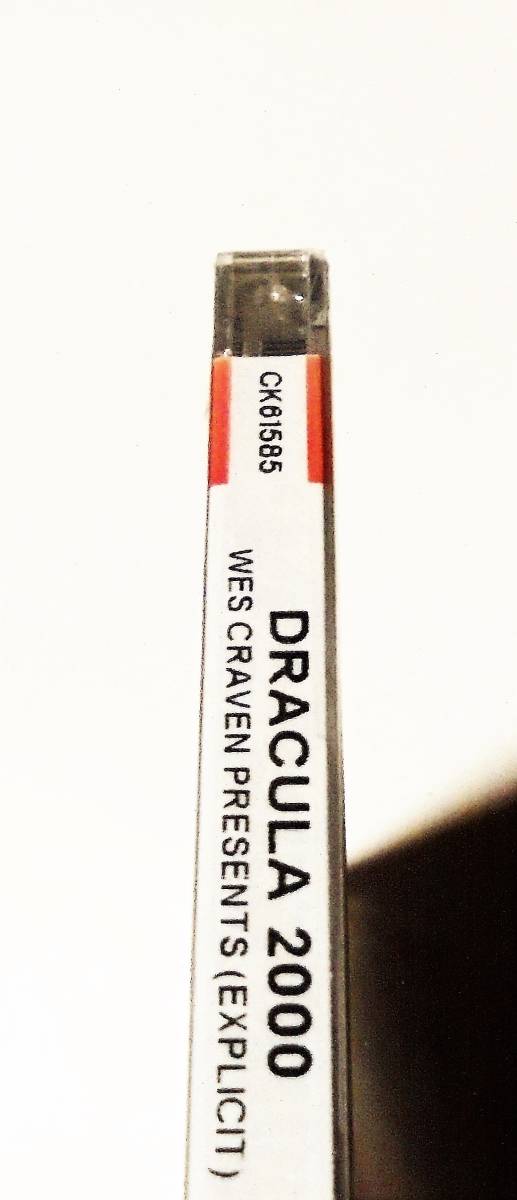 CK61585
DRACULA 2000
WES CRAVEN PRESENTS (EXPLICIT)